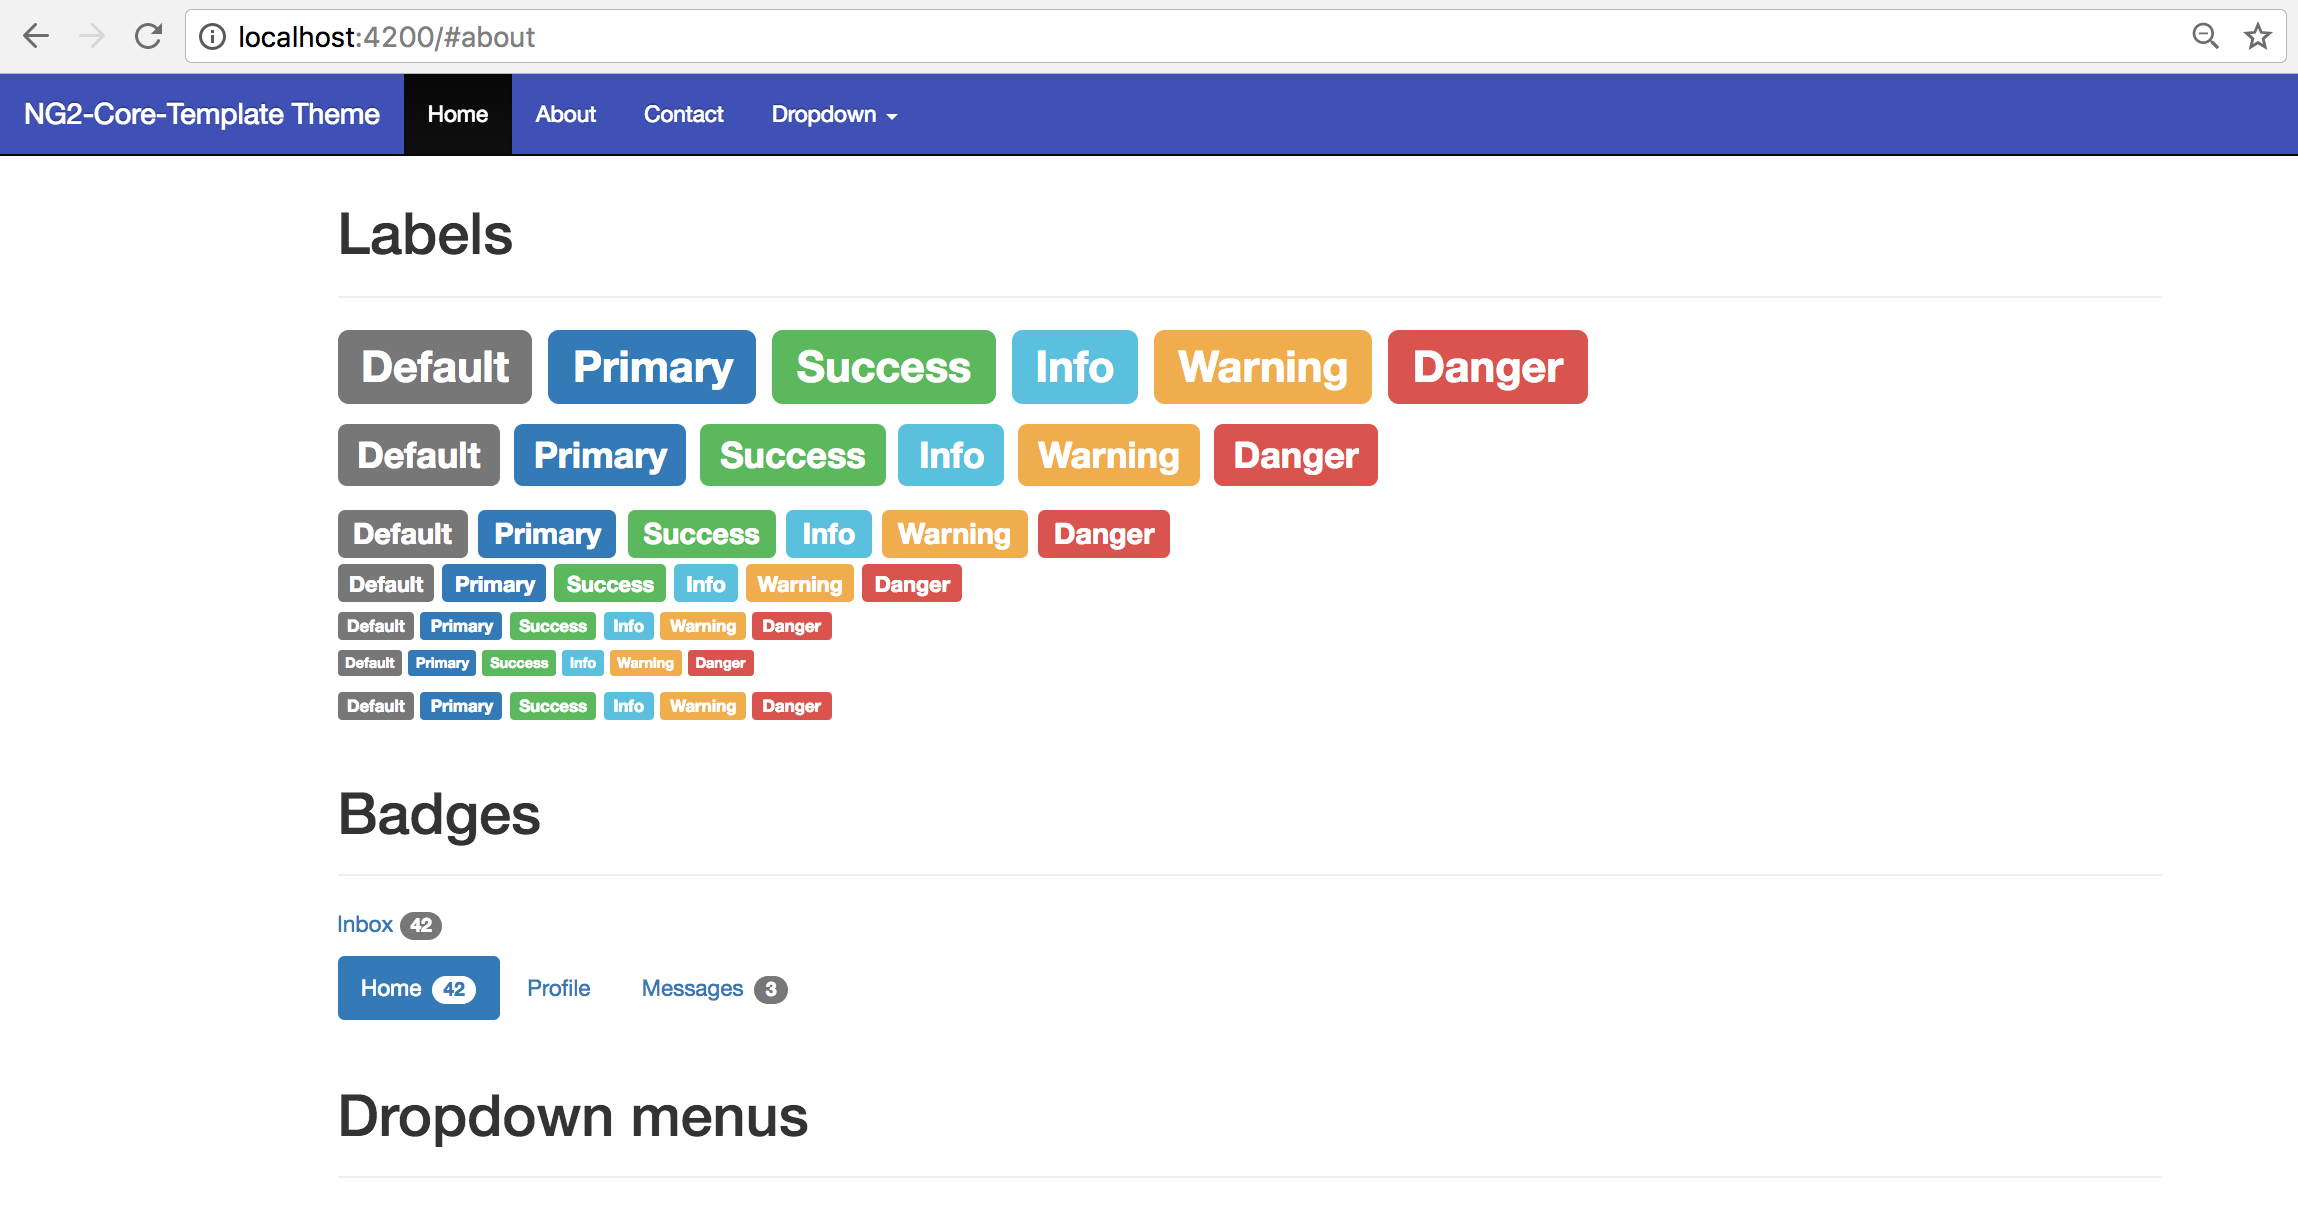 localhost:4200/#about
NG2-Core-Template Theme Home About Contact Dropdown
Labels
Default Primary Success Info Warning Danger
Default Primary Success Info Warning Danger
Default Primary Success Info Warning Danger
Default Primary Success Info Warning Danger
Default Primary Success Info Warning Danger
Default Primary Success Info Warning Danger
Default Primary Success Info Warning Danger
Badges
Inbox 42
Home 42 Profile Messages 3
Dropdown menus